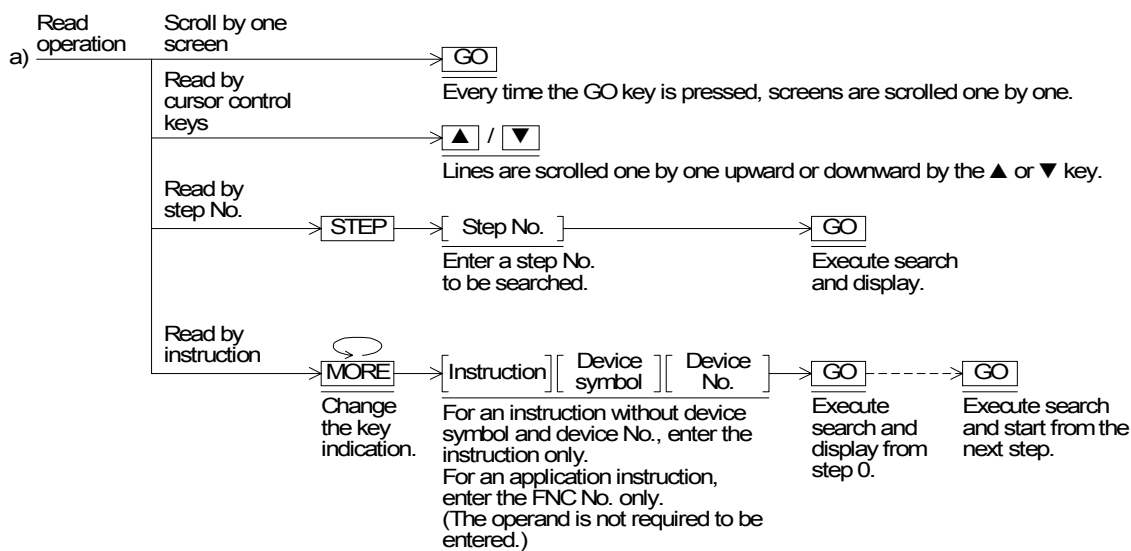 a)
Read
operation
Scroll by one
screen
GO
Every time the GO key is pressed, screens are scrolled one by one.
Read by
cursor control
keys
▲ / ▼
Lines are scrolled one by one upward or downward by the ▲ or ▼ key.
Read by
step No.
STEP
Step No.
GO
Enter a step No.
to be searched.
Execute search
and display.
Read by
instruction
MORE
Instruction
Device
symbol
Device
No.
GO
GO
Change
the key
indication.
For an instruction without device
symbol and device No., enter the
instruction only.
For an application instruction,
enter the FNC No. only.
(The operand is not required to be
entered.)
Execute
search and
display from
step 0.
Execute search
and start from the
next step.